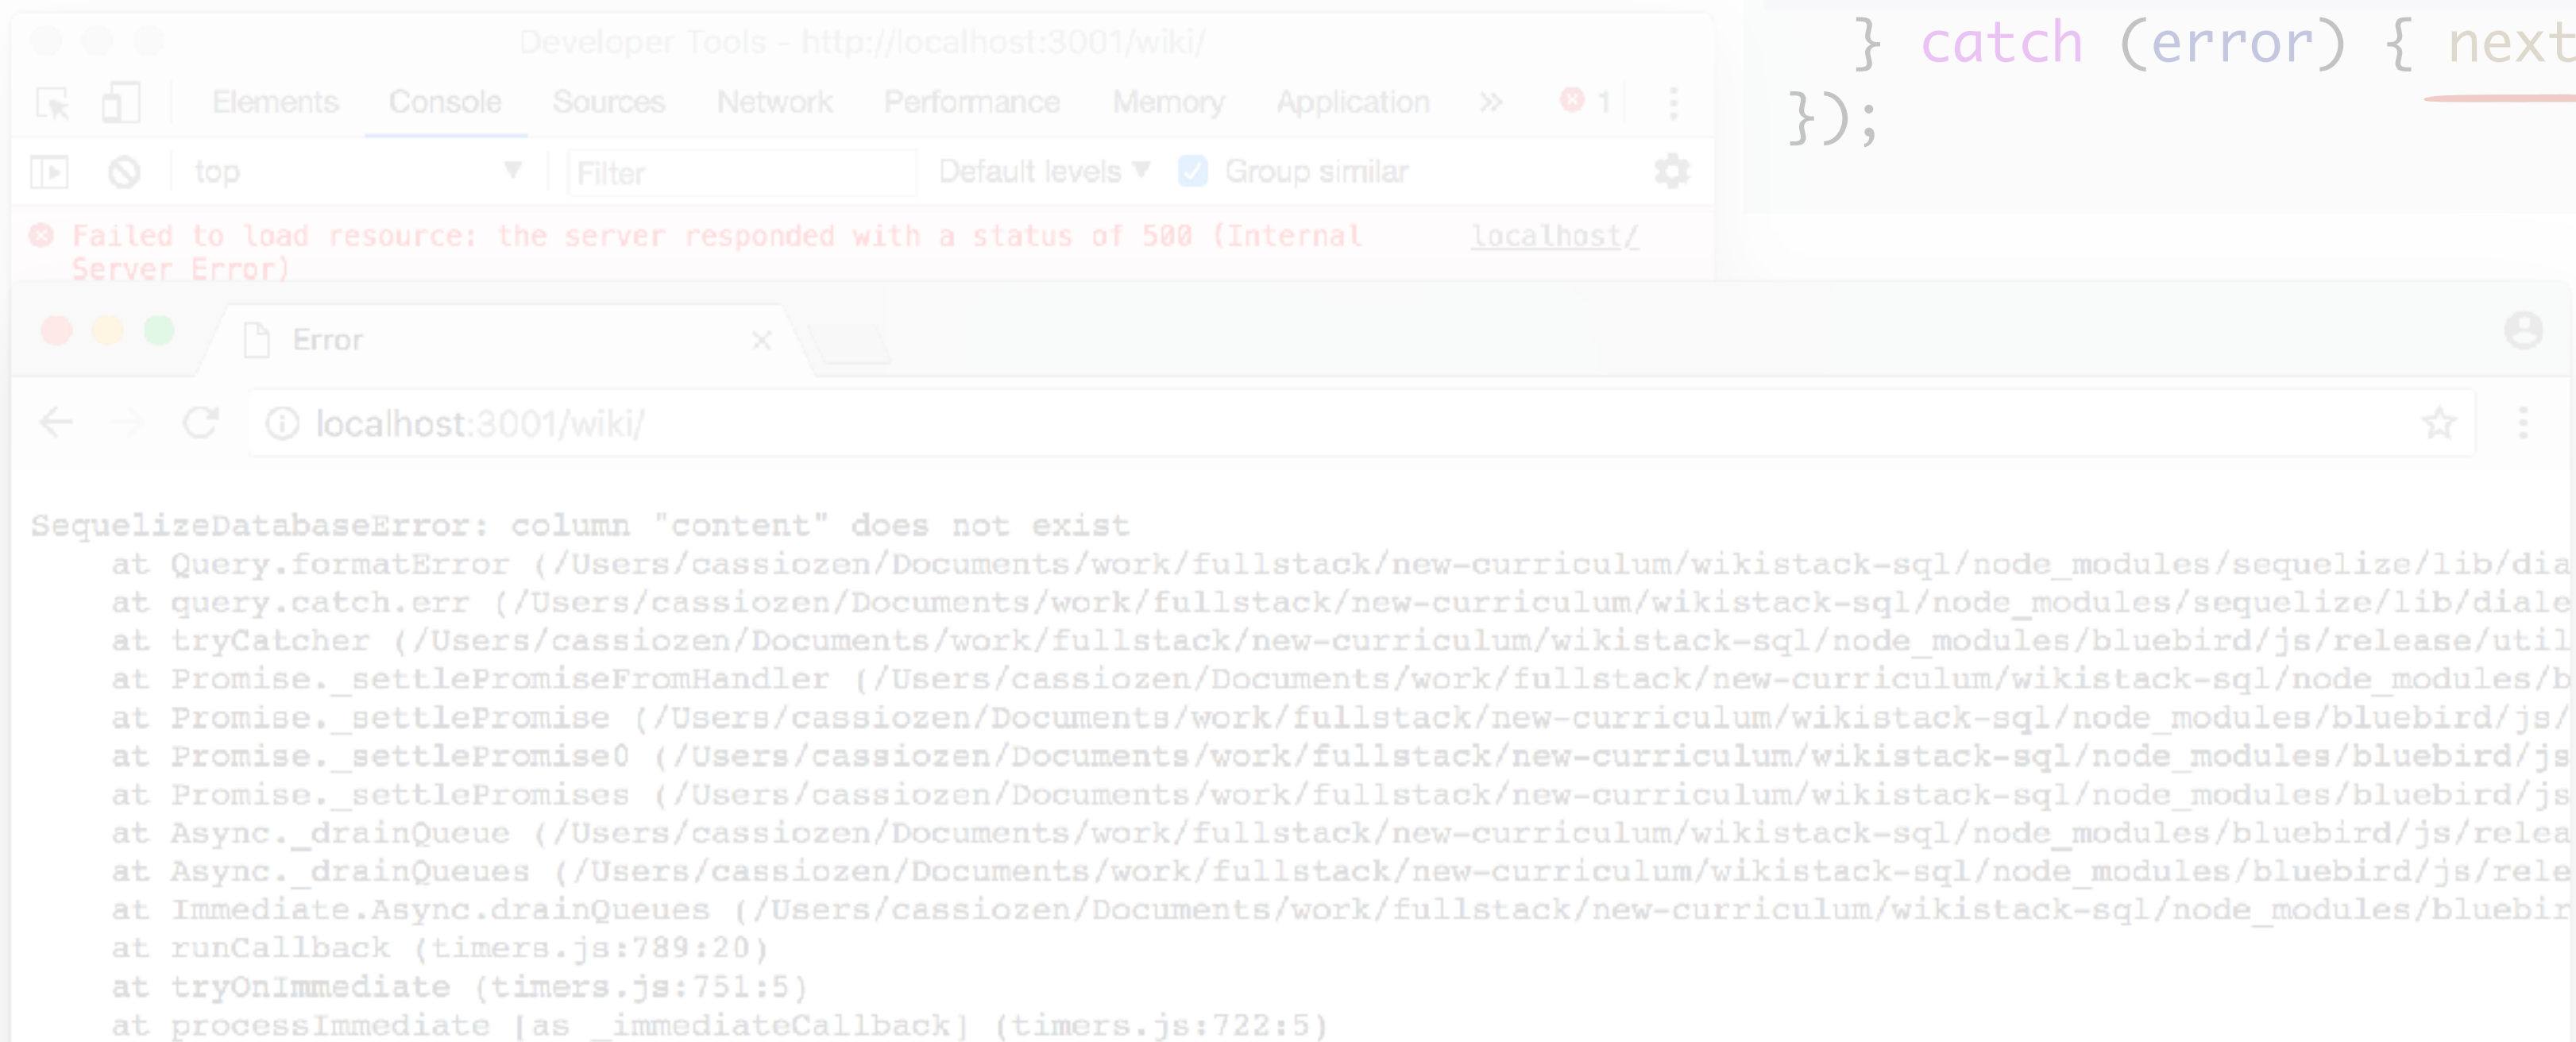 Developer Tools - http://localhost:3001/wiki/
Elements Console Sources Network Performance Memory Application » 1
top Filter Default levels Group similar
Failed to load resource: the server responded with a status of 500 (Internal localhost/
Server Error)
} catch (error) { next
});
Error
localhost:3001/wiki/
SequelizeDatabaseError: column "content" does not exist
at Query.formatError (/Users/cassiozen/Documents/work/fullstack/new-curriculum/wikistack-sql/node_modules/sequelize/lib/dia
at query.catch.err (/Users/cassiozen/Documents/work/fullstack/new-curriculum/wikistack-sql/node_modules/sequelize/lib/diale
at tryCatcher (/Users/cassiozen/Documents/work/fullstack/new-curriculum/wikistack-sql/node_modules/bluebird/js/release/util
at Promise._settlePromiseFromHandler (/Users/cassiozen/Documents/work/fullstack/new-curriculum/wikistack-sql/node_modules/b
at Promise._settlePromise (/Users/cassiozen/Documents/work/fullstack/new-curriculum/wikistack-sql/node_modules/bluebird/js/
at Promise._settlePromise0 (/Users/cassiozen/Documents/work/fullstack/new-curriculum/wikistack-sql/node_modules/bluebird/js
at Promise._settlePromises (/Users/cassiozen/Documents/work/fullstack/new-curriculum/wikistack-sql/node_modules/bluebird/js
at Async._drainQueue (/Users/cassiozen/Documents/work/fullstack/new-curriculum/wikistack-sql/node_modules/bluebird/js/relea
at Async._drainQueues (/Users/cassiozen/Documents/work/fullstack/new-curriculum/wikistack-sql/node_modules/bluebird/js/rele
at Immediate.Async.drainQueues (/Users/cassiozen/Documents/work/fullstack/new-curriculum/wikistack-sql/node_modules/bluebir
at runCallback (timers.js:789:20)
at tryOnImmediate (timers.js:751:5)
at processImmediate [as _immediateCallback] (timers.js:722:5)